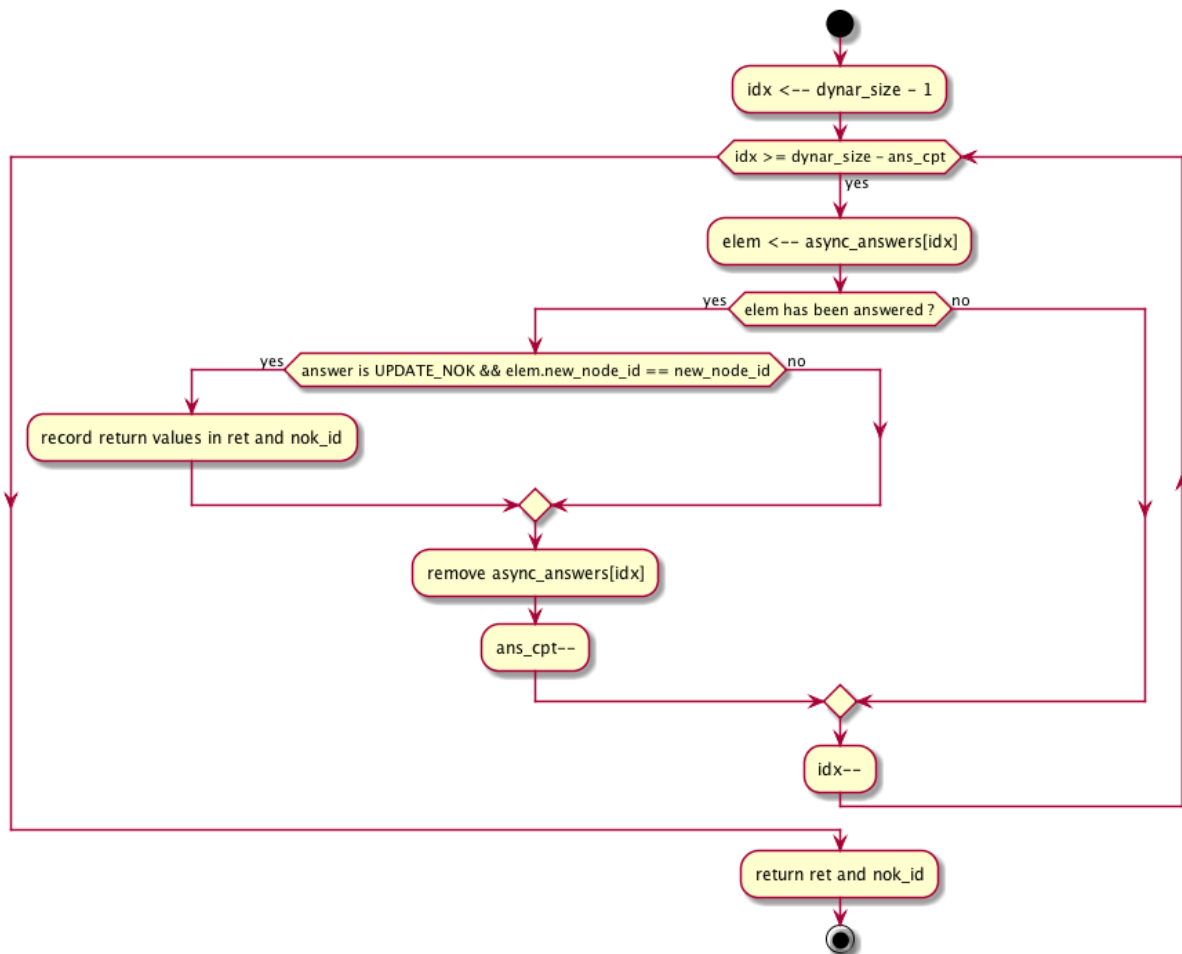 idx <-- dynar_size - 1
idx >= dynar_size - ans_cpt
yes
elem <-- async_answers[idx]
yes
elem has been answered ?
no
yes
answer is UPDATE_NOK && elem.new_node_id == new_node_id
no
record return values in ret and nok_id
remove async_answers[idx]
ans_cpt--
idx--
return ret and nok_id